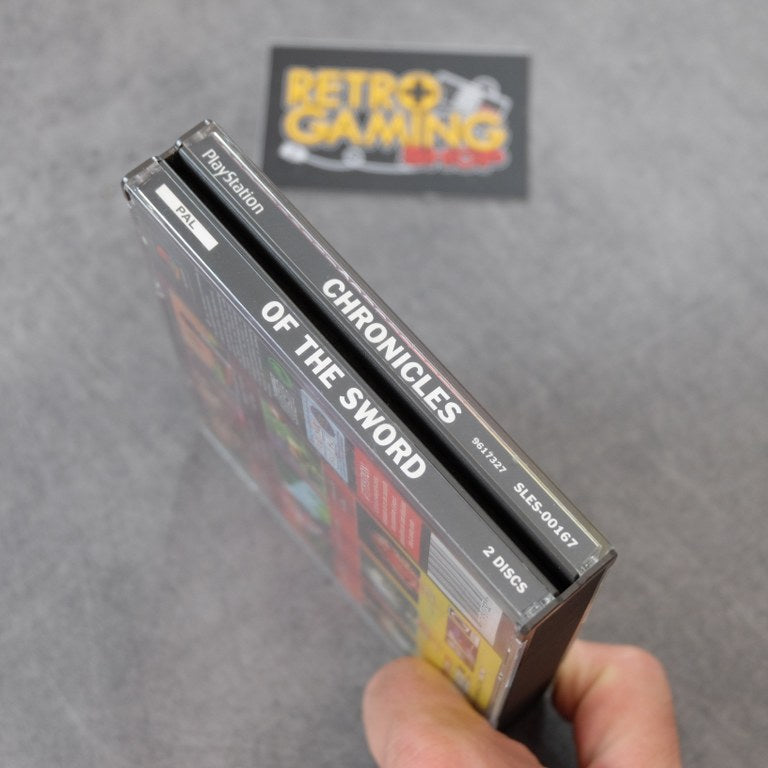 RETRO
GAMING
SHOP
PlayStation
CHRONICLES
9617327
SLES-00167
PAL
OF THE SWORD
2 DISCS